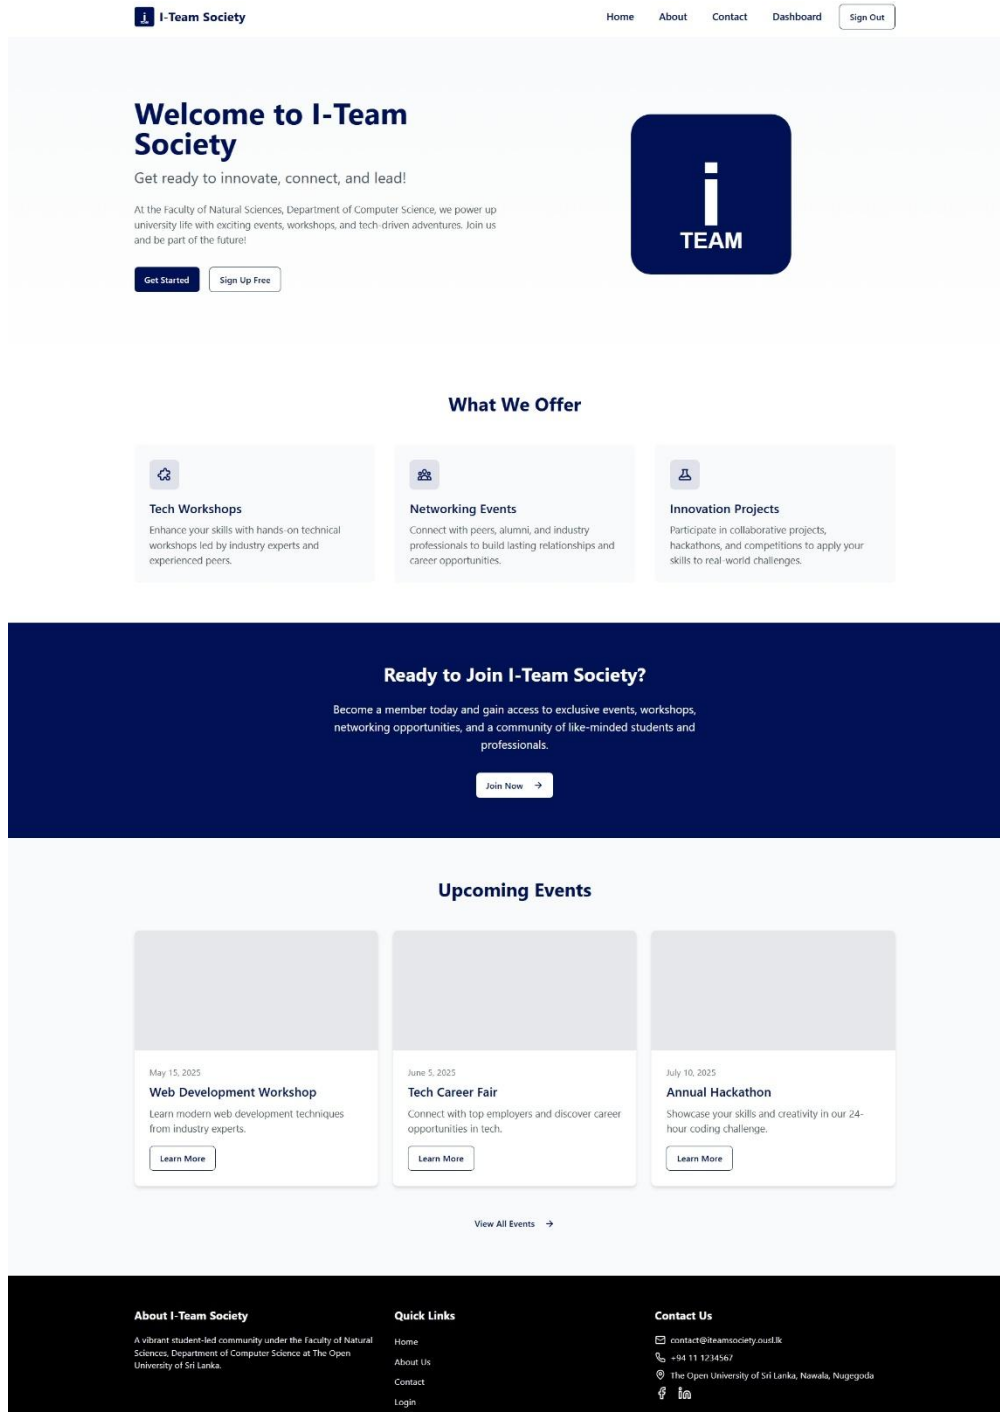 i
TEAM
I-Team Society
Home
About
Contact
Dashboard
Sign Out
Welcome to I-Team
Society
Get ready to innovate, connect, and lead!
At the Faculty of Natural Sciences, Department of Computer Science, we power up
university life with exciting events, workshops, and tech-driven adventures. Join us
and be part of the future!
Get Started
Sign Up Free
i
TEAM
What We Offer
Tech Workshops
Enhance your skills with hands-on technical
workshops led by industry experts and
experienced peers.
Networking Events
Connect with peers, alumni, and industry
professionals to build lasting relationships and
career opportunities.
Innovation Projects
Participate in collaborative projects,
hackathons, and competitions to apply your
skills to real-world challenges.
Ready to Join I-Team Society?
Become a member today and gain access to exclusive events, workshops,
networking opportunities, and a community of like-minded students and
professionals.
Join Now
Upcoming Events
May 15, 2025
Web Development Workshop
Learn modern web development techniques
from industry experts.
Learn More
June 5, 2025
Tech Career Fair
Connect with top employers and discover career
opportunities in tech.
Learn More
July 10, 2025
Annual Hackathon
Showcase your skills and creativity in our 24-
hour coding challenge.
Learn More
View All Events
About I-Team Society
A vibrant student-led community under the Faculty of Natural
Sciences, Department of Computer Science at The Open
University of Sri Lanka.
Quick Links
Home
About Us
Contact
Login
Contact Us
contact@iteamsociety.ousl.lk
+94 11 1234567
The Open University of Sri Lanka, Nawala, Nugegoda